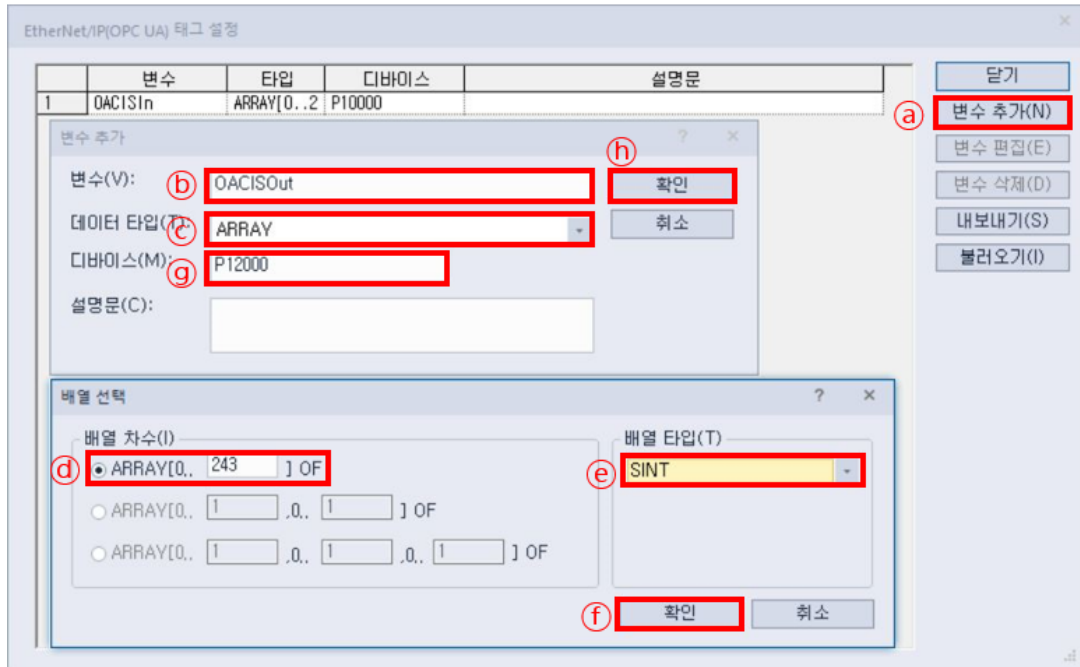 EtherNet/IP(OPC UA) 태그 설정
변수 타입 디바이스 설명문
1 OACISIn ARRAY[0..2 P10000
닫기
ⓐ 변수 추가(N)
변수 편집(E)
변수 삭제(D)
내보내기(S)
불러오기(I)
변수 추가 ? ×
변수(V): ⓑ OACISOut ⓗ 확인
데이터 타입(T): ⓒ ARRAY 취소
디바이스(M): ⓖ P12000
설명문(C):
배열 선택 ? ×
배열 차수(I)
ⓓ ARRAY[0,, 243 ] OF
ARRAY[0,, 1 ,0,, 1 ] OF
ARRAY[0,, 1 ,0,, 1 ,0,, 1 ] OF
배열 타입(T)
ⓔ SINT
ⓕ 확인 취소